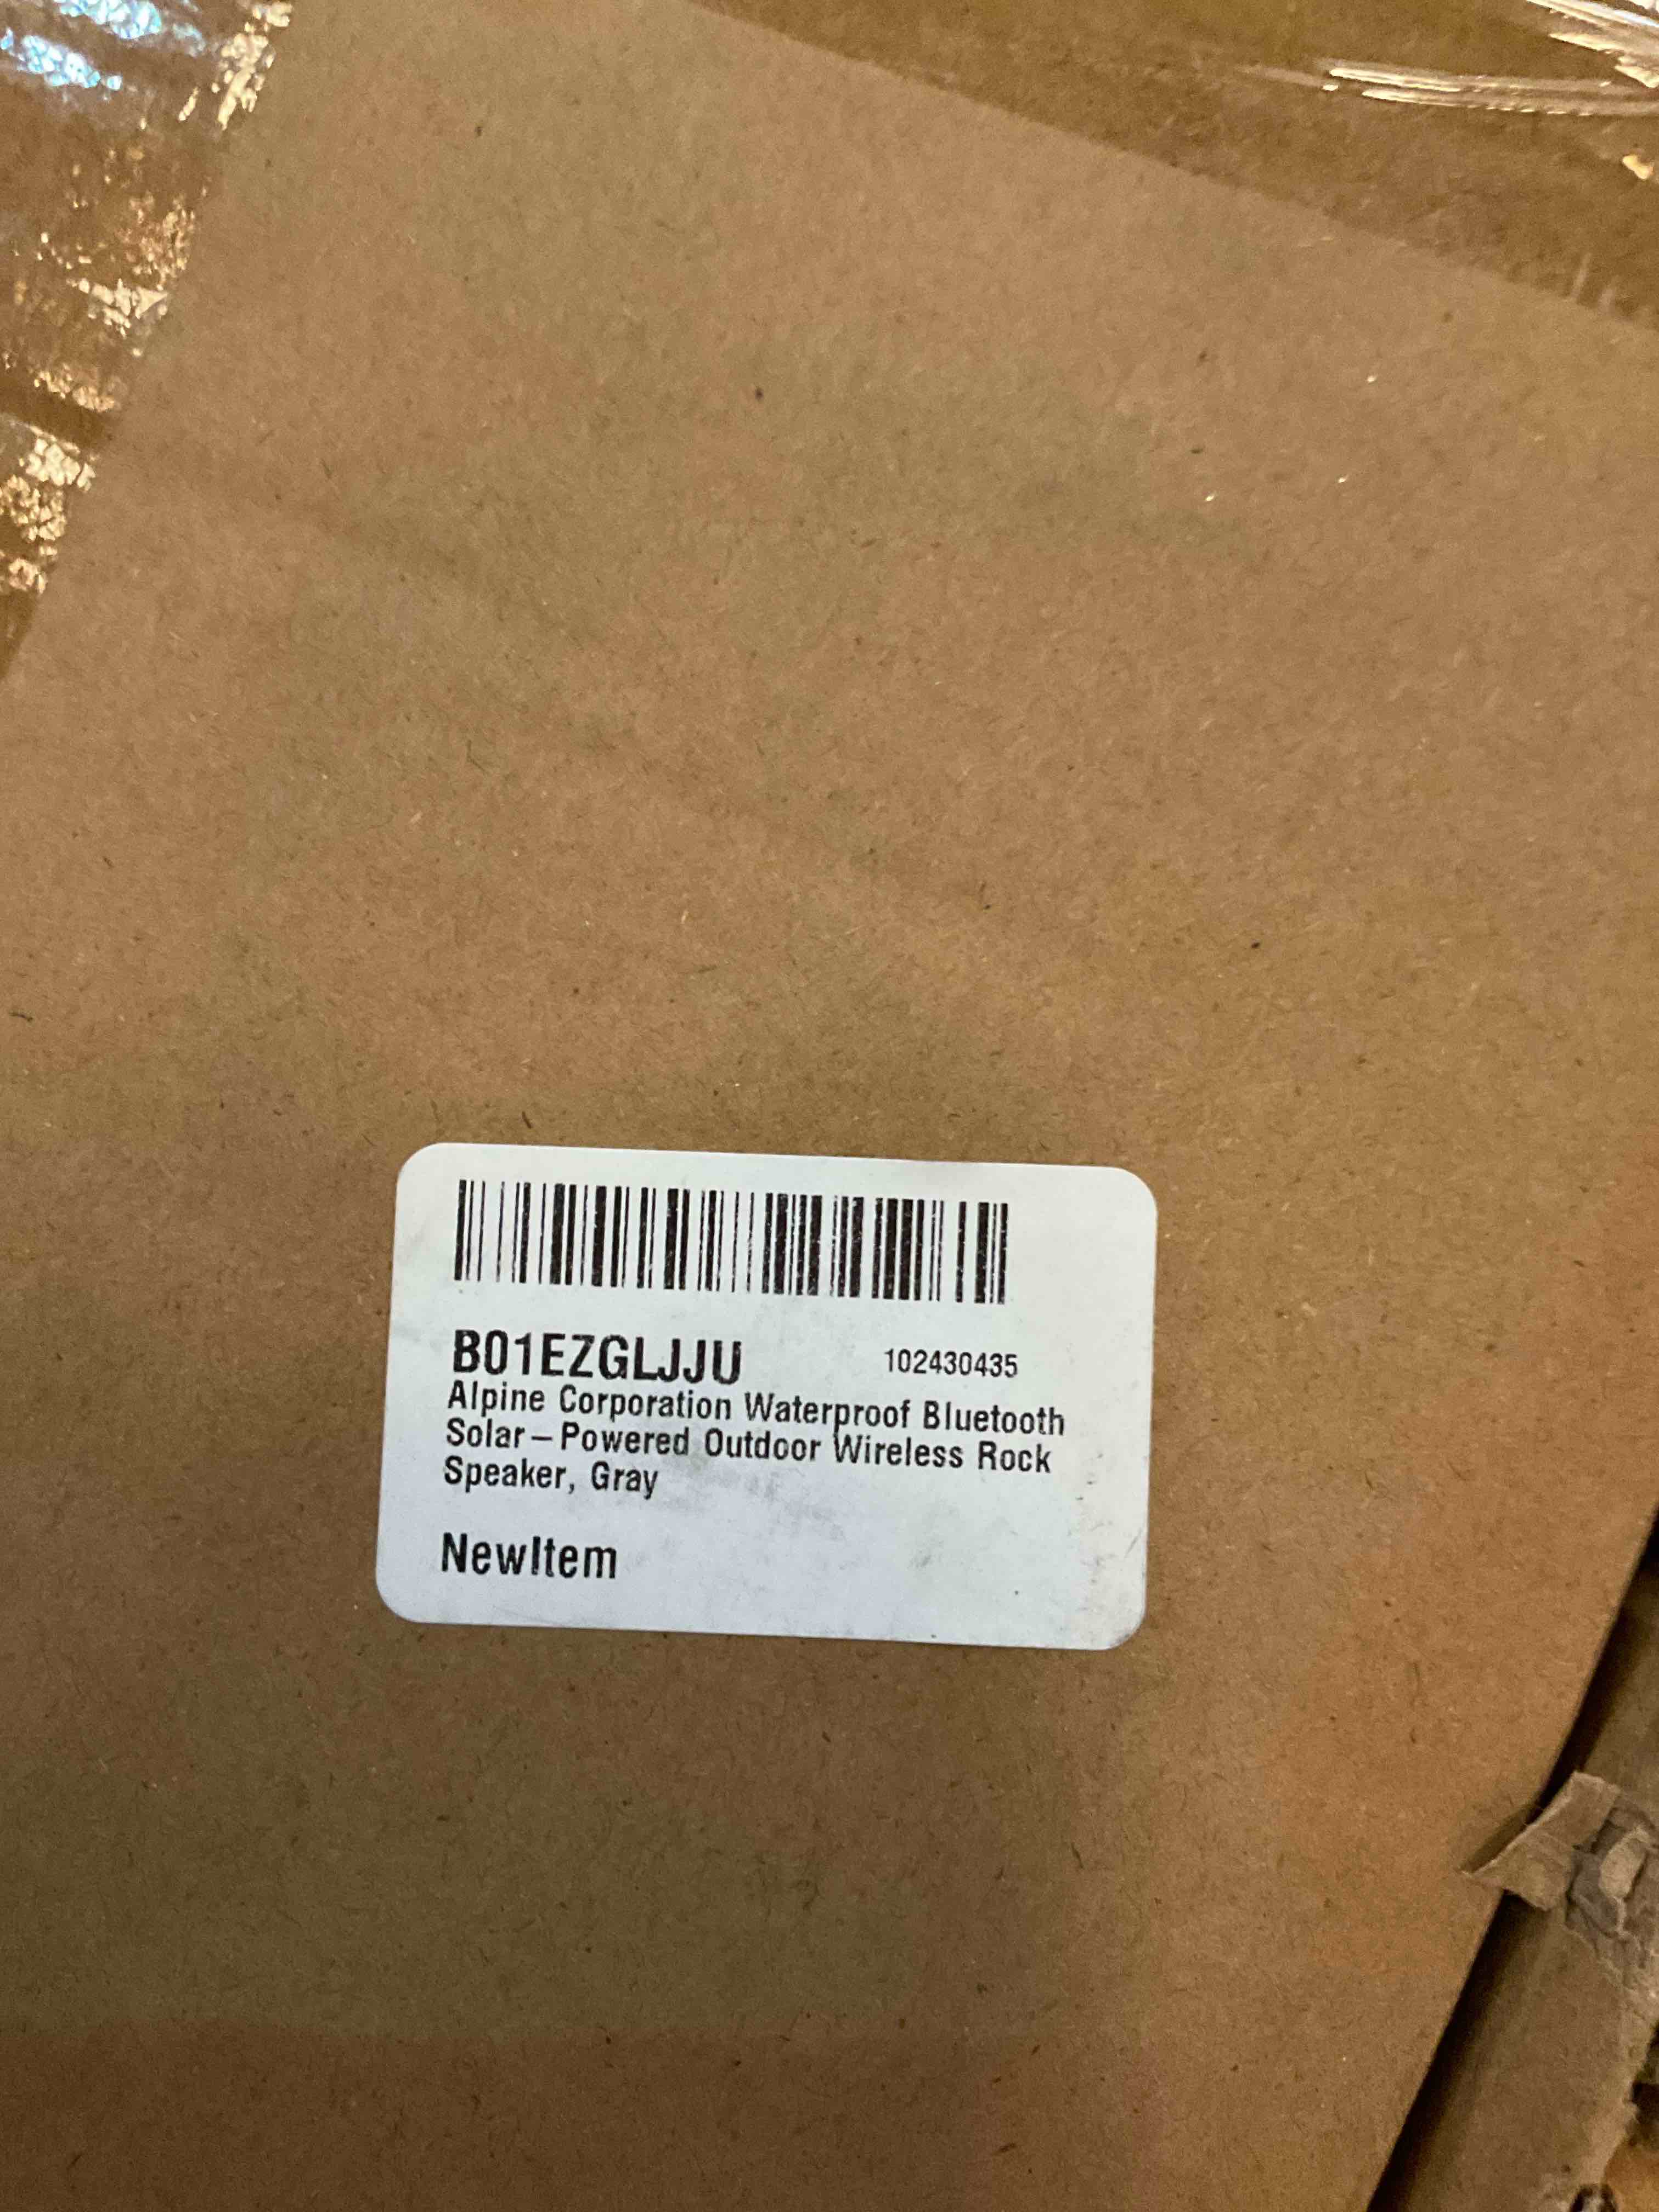 B01EZGLJJU 102430435
Alpine Corporation Waterproof Bluetooth
Solar-Powered Outdoor Wireless Rock
Speaker, Gray
NewItem